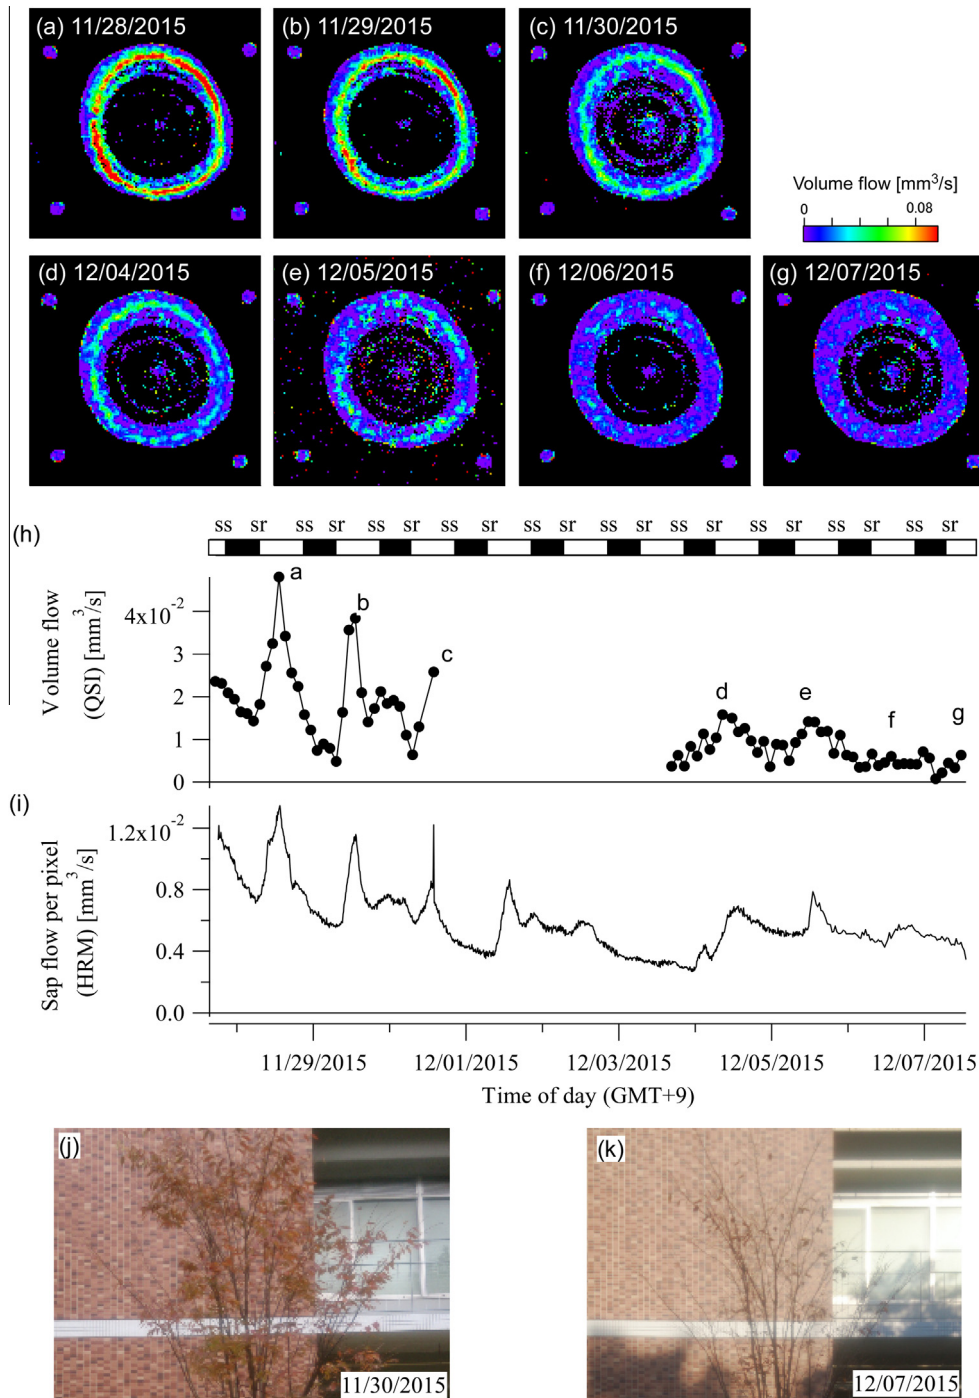 (a) 11/28/2015
(b) 11/29/2015
(c) 11/30/2015
Volume flow [mm³/s]
0 0.08
(d) 12/04/2015
(e) 12/05/2015
(f) 12/06/2015
(g) 12/07/2015
(h)
ss sr ss sr ss sr ss sr ss sr ss sr ss sr ss sr ss sr ss sr
Volume flow
(QSI) [mm³/s]
4x10⁻²
3
2
1
0
a
b
c
d
e
f
g
(i)
Sap flow per pixel
(HRM) [mm³/s]
1.2x10⁻²
0.8
0.4
0.0
11/29/2015 12/01/2015 12/03/2015 12/05/2015 12/07/2015
Time of day (GMT+9)
(j)
11/30/2015
(k)
12/07/2015